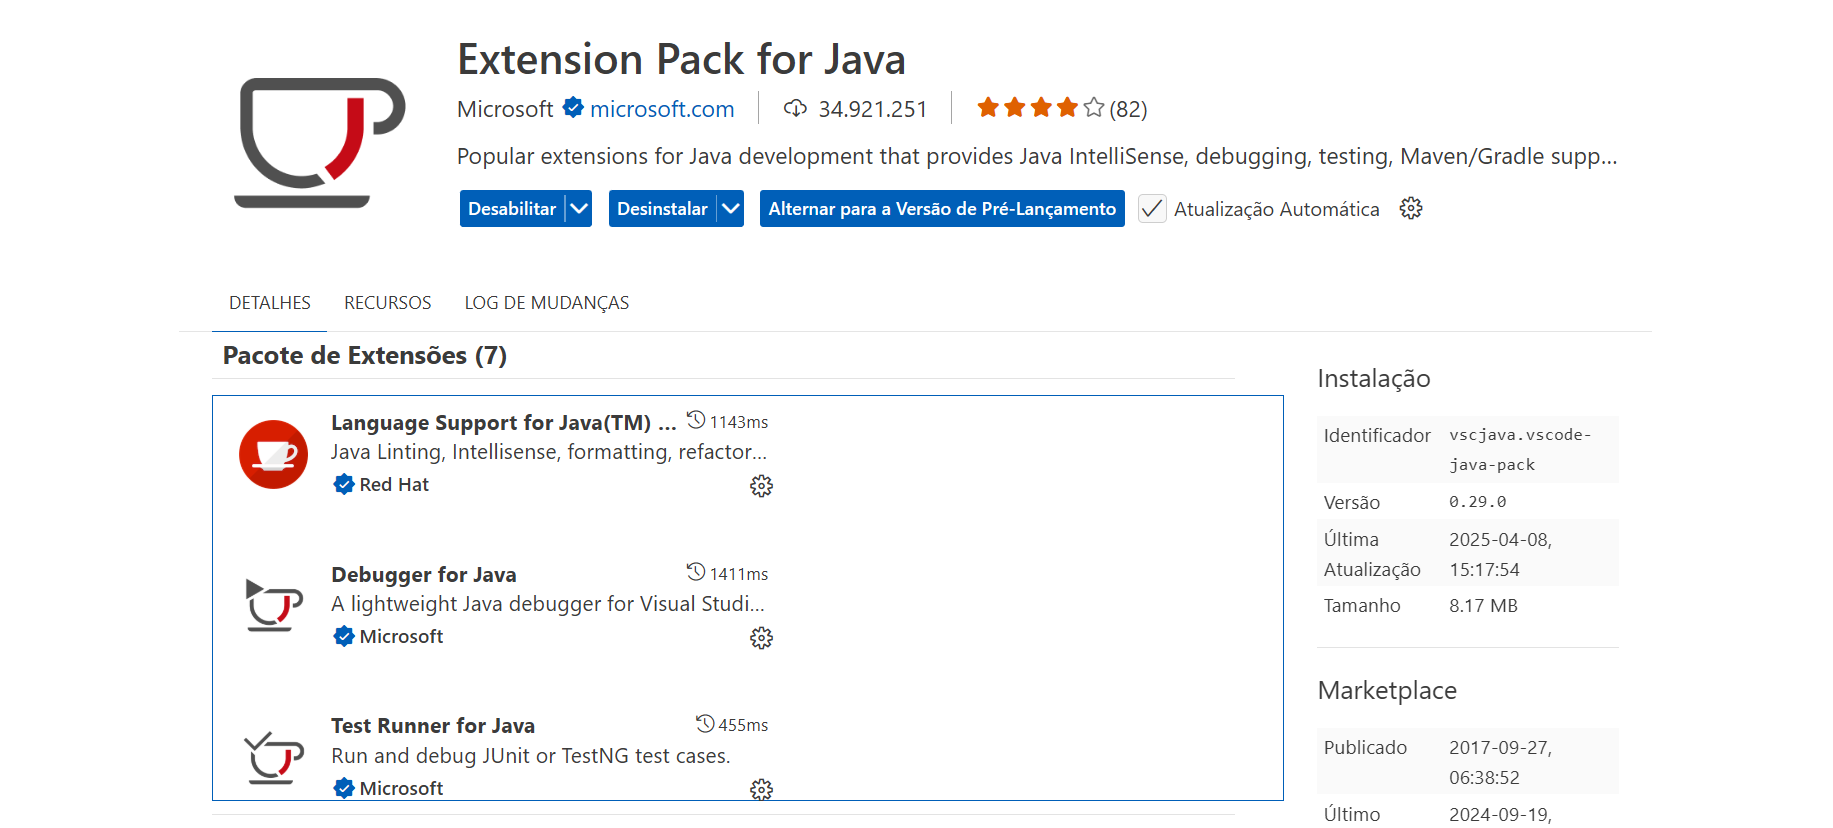 Extension Pack for Java
Microsoft microsoft.com 34.921.251 (82)
Popular extensions for Java development that provides Java IntelliSense, debugging, testing, Maven/Gradle supp...
Desabilitar Desinstalar Alternar para a Versão de Pré-Lançamento Atualização Automática
DETALHES RECURSOS LOG DE MUDANÇAS
Pacote de Extensões (7)
Language Support for Java(TM) ... 1143ms
Java Linting, Intellisense, formatting, refactor...
Red Hat
Debugger for Java 1411ms
A lightweight Java debugger for Visual Studi...
Microsoft
Test Runner for Java 455ms
Run and debug JUnit or TestNG test cases.
Microsoft
Instalação
Identificador vscjava.vscode-
java-pack
Versão 0.29.0
Última 2025-04-08,
Atualização 15:17:54
Tamanho 8.17 MB
Marketplace
Publicado 2017-09-27,
06:38:52
Último 2024-09-19,